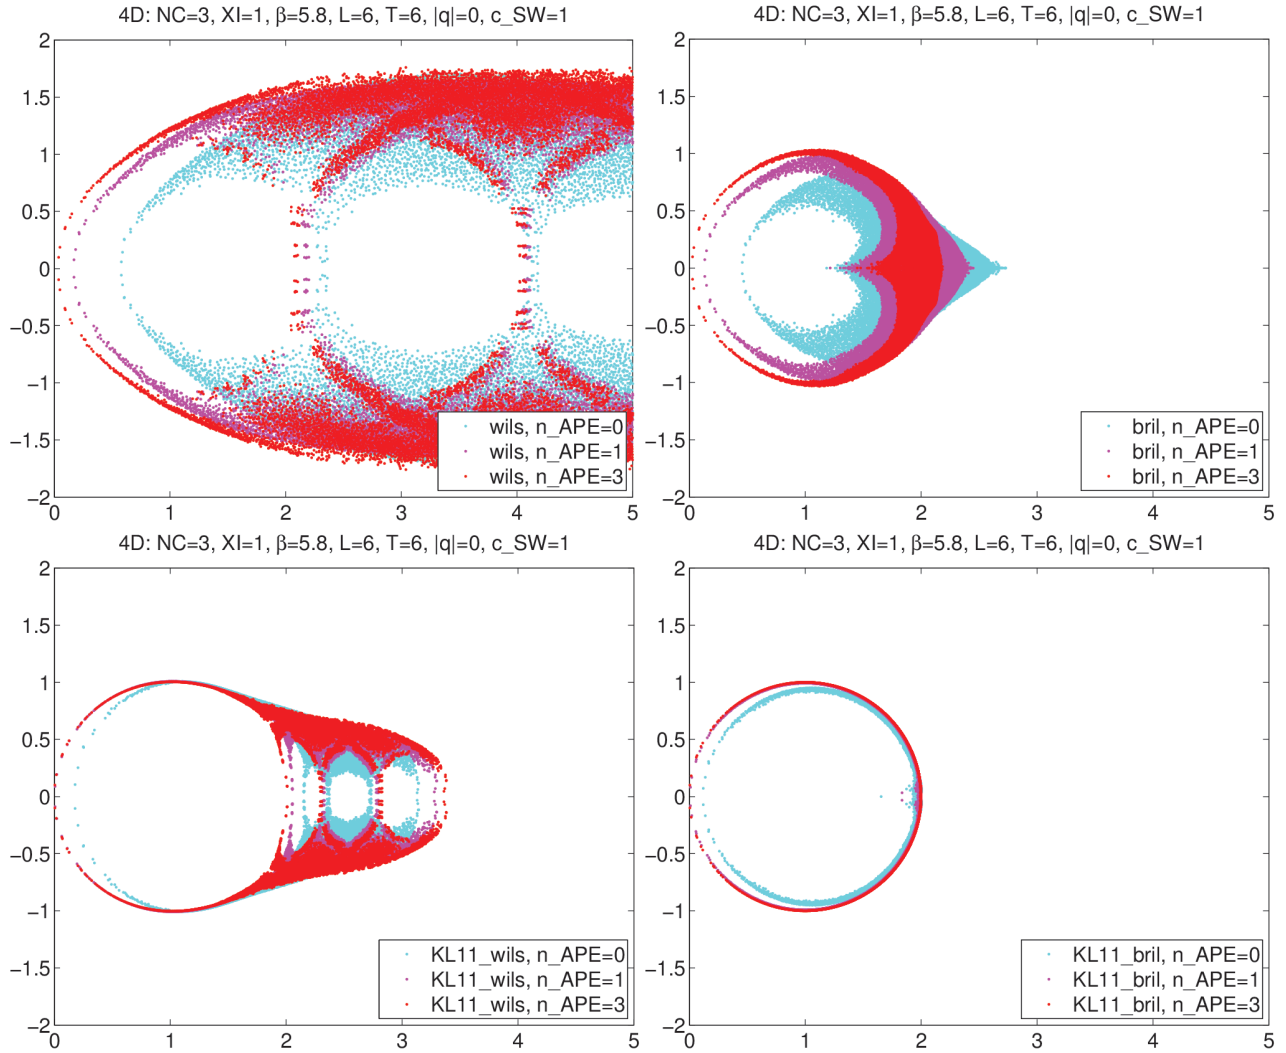 4D: NC=3, XI=1, β=5.8, L=6, T=6, |q|=0, c_SW=1
2
1.5
1
0.5
0
−0.5
−1
−1.5
−2
0 1 2 3 4 5
wils, n_APE=0
wils, n_APE=1
wils, n_APE=3
4D: NC=3, XI=1, β=5.8, L=6, T=6, |q|=0, c_SW=1
2
1.5
1
0.5
0
−0.5
−1
−1.5
−2
0 1 2 3 4 5
bril, n_APE=0
bril, n_APE=1
bril, n_APE=3
4D: NC=3, XI=1, β=5.8, L=6, T=6, |q|=0, c_SW=1
2
1.5
1
0.5
0
−0.5
−1
−1.5
−2
0 1 2 3 4 5
KL11_wils, n_APE=0
KL11_wils, n_APE=1
KL11_wils, n_APE=3
4D: NC=3, XI=1, β=5.8, L=6, T=6, |q|=0, c_SW=1
2
1.5
1
0.5
0
−0.5
−1
−1.5
−2
0 1 2 3 4 5
KL11_bril, n_APE=0
KL11_bril, n_APE=1
KL11_bril, n_APE=3